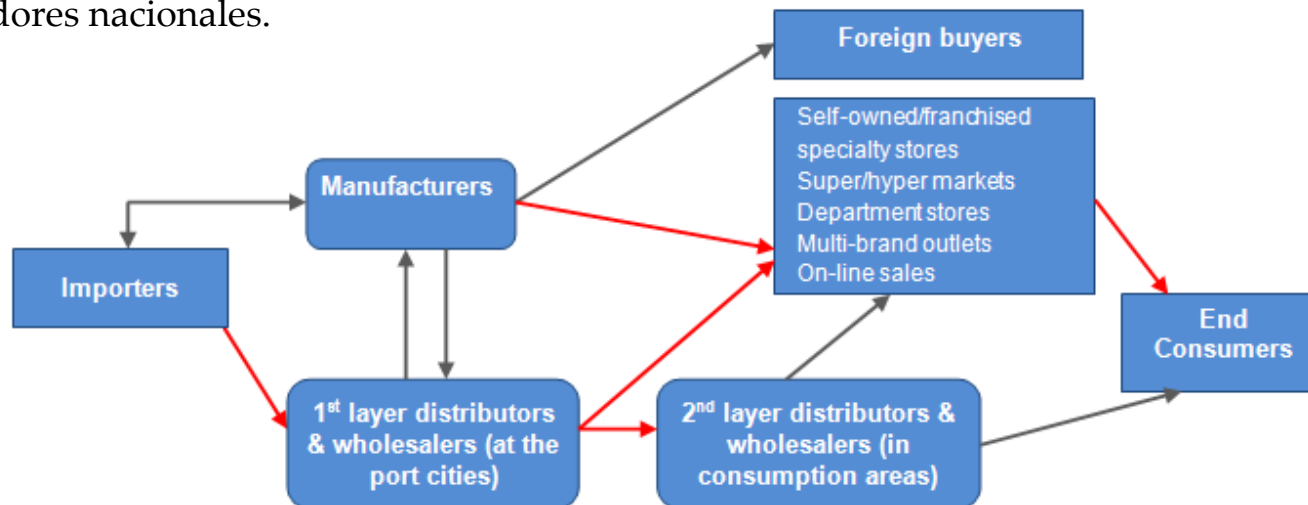 dores nacionales.
Foreign buyers
Self-owned/franchised
specialty stores
Super/hyper markets
Department stores
Multi-brand outlets
On-line sales
Manufacturers
Importers
End
Consumers
1st layer distributors
& wholesalers (at the
port cities)
2nd layer distributors &
wholesalers (in
consumption areas)